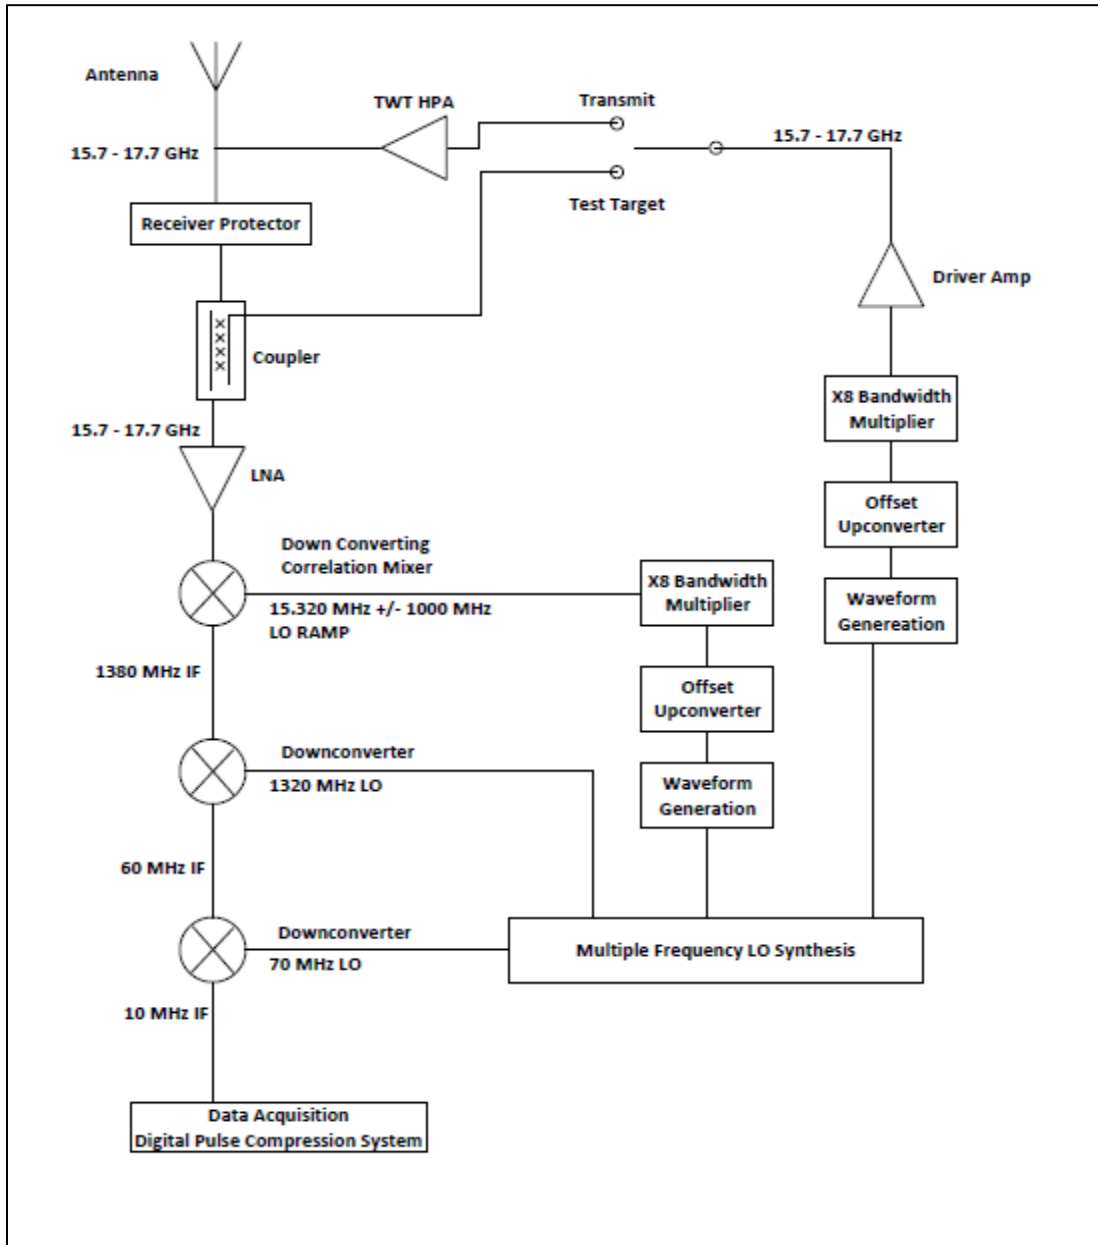 Antenna
TWT HPA
Transmit
15.7 - 17.7 GHz
15.7 - 17.7 GHz
Test Target
Receiver Protector
Driver Amp
Coupler
X8 Bandwidth
Multiplier
15.7 - 17.7 GHz
LNA
Offset
Upconverter
Down Converting
Correlation Mixer
X8 Bandwidth
Multiplier
Waveform
Genereation
15.320 MHz +/- 1000 MHz
LO RAMP
1380 MHz IF
Offset
Upconverter
Downconverter
1320 MHz LO
Waveform
Generation
60 MHz IF
Downconverter
70 MHz LO
Multiple Frequency LO Synthesis
10 MHz IF
Data Acquisition
Digital Pulse Compression System